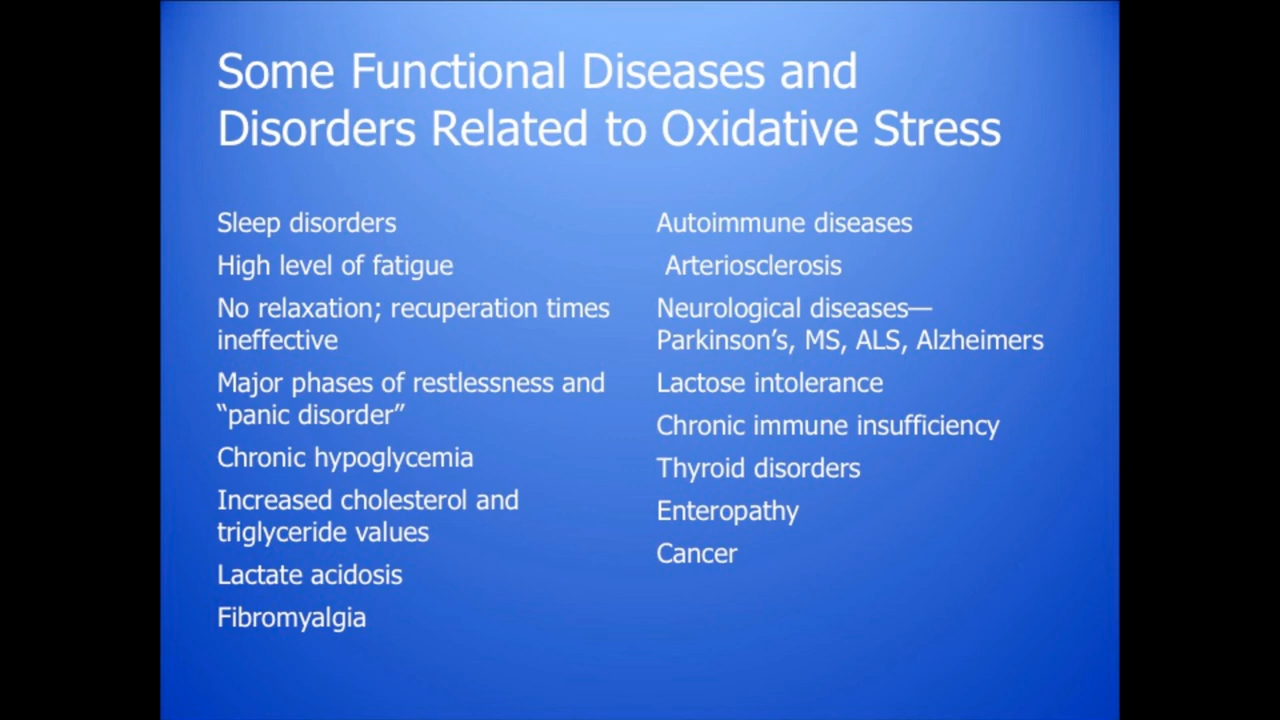 Some Functional Diseases and
Disorders Related to Oxidative Stress
Sleep disorders
High level of fatigue
No relaxation; recuperation times
ineffective
Major phases of restlessness and
“panic disorder”
Chronic hypoglycemia
Increased cholesterol and
triglyceride values
Lactate acidosis
Fibromyalgia
Autoimmune diseases
Arteriosclerosis
Neurological diseases—
Parkinson’s, MS, ALS, Alzheimers
Lactose intolerance
Chronic immune insufficiency
Thyroid disorders
Enteropathy
Cancer